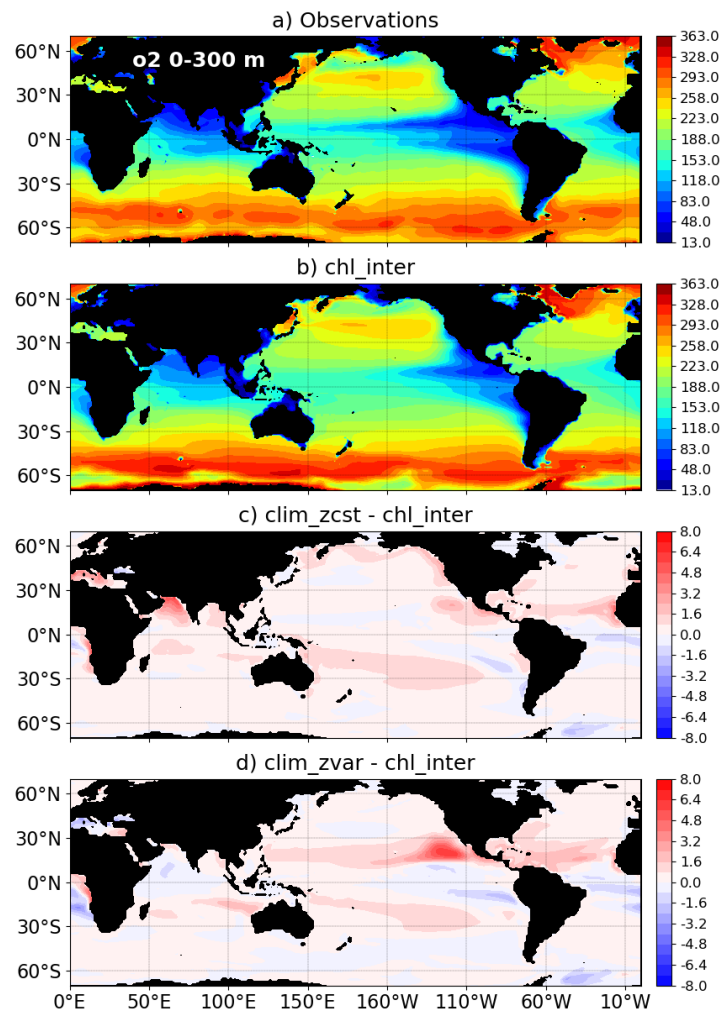 a) Observations
o2 0-300 m
60°N
30°N
0°N
30°S
60°S
363.0
328.0
293.0
258.0
223.0
188.0
153.0
118.0
83.0
48.0
13.0
b) chl_inter
60°N
30°N
0°N
30°S
60°S
363.0
328.0
293.0
258.0
223.0
188.0
153.0
118.0
83.0
48.0
13.0
c) clim_zcst - chl_inter
60°N
30°N
0°N
30°S
60°S
8.0
6.4
4.8
3.2
1.6
0.0
-1.6
-3.2
-4.8
-6.4
-8.0
d) clim_zvar - chl_inter
60°N
30°N
0°N
30°S
60°S
8.0
6.4
4.8
3.2
1.6
0.0
-1.6
-3.2
-4.8
-6.4
-8.0
0°E 50°E 100°E 150°E 160°W 110°W 60°W 10°W